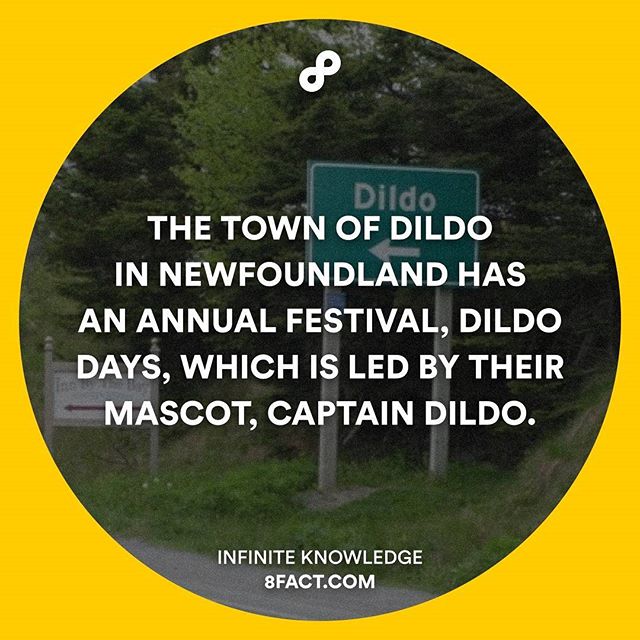 Dildo
THE TOWN OF DILDO
IN NEWFOUNDLAND HAS
AN ANNUAL FESTIVAL, DILDO
DAYS, WHICH IS LED BY THEIR
MASCOT, CAPTAIN DILDO.
INFINITE KNOWLEDGE
8FACT.COM